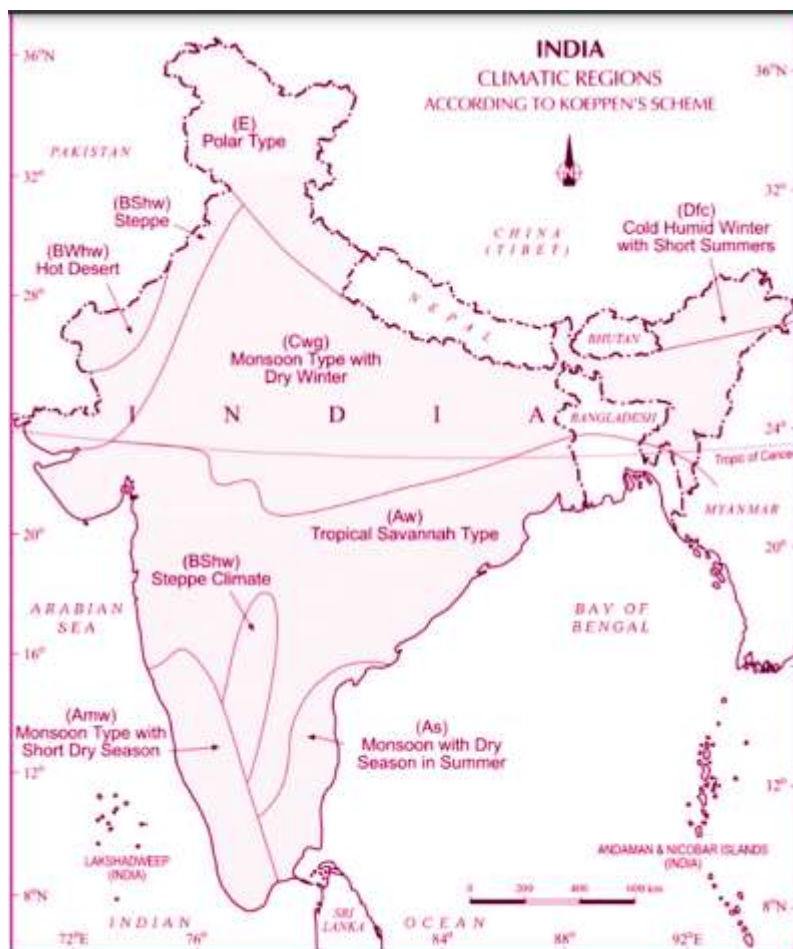 INDIA
CLIMATIC REGIONS
ACCORDING TO KOEPPEN'S SCHEME
36°N
36°N
(E)
Polar Type
PAKISTAN
N
32°N
32°N
(BShw)
Steppe
(Dfc)
Cold Humid Winter
with Short Summers
CHINA
(TIBET)
(BWhw)
Hot Desert
28°N
28°N
NEPAL
BHUTAN
(Cwg)
Monsoon Type with
Dry Winter
INDIA
BANGLADESH
24°N
24°N
Tropic of Cancer
MYANMAR
(Aw)
Tropical Savannah Type
20°N
20°N
(BShw)
Steppe Climate
ARABIAN
SEA
BAY OF
BENGAL
16°N
16°N
(Amw)
Monsoon Type with
Short Dry Season
(As)
Monsoon with Dry
Season in Summer
12°N
12°N
LAKSHADWEEP
(INDIA)
ANDAMAN & NICOBAR ISLANDS
(INDIA)
8°N
8°N
0 200 400 600 km
SRI
LANKA
INDIAN OCEAN
72°E 76° 84° 88° 92°E